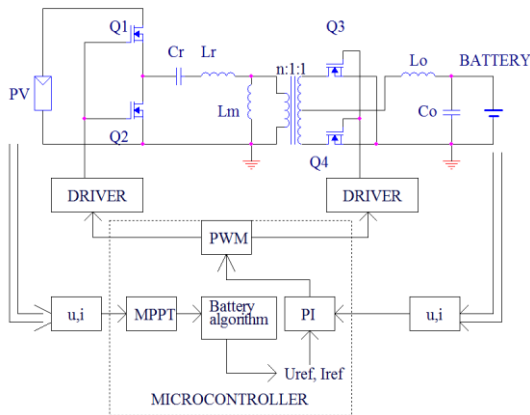 Q1
Q3
Cr
Lr
n:1:1
Lo
BATTERY
PV
Lm
Co
Q2
Q4
DRIVER
DRIVER
PWM
u,i
MPPT
Battery
algorithm
PI
u,i
Uref, Iref
MICROCONTROLLER